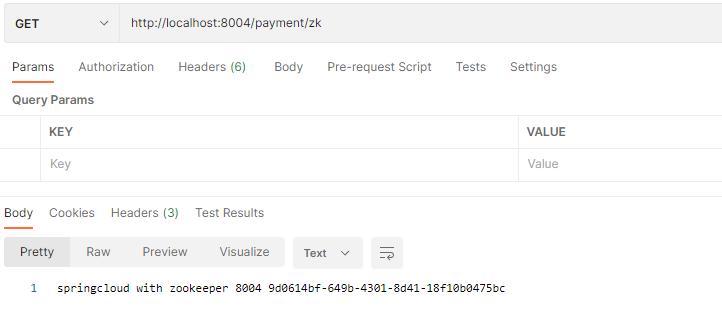 GET http://localhost:8004/payment/zk
Params Authorization Headers (6) Body Pre-request Script Tests Settings
Query Params
KEY VALUE
Key Value
Body Cookies Headers (3) Test Results
Pretty Raw Preview Visualize Text
1 springcloud with zookeeper 8004 9d0614bf-649b-4301-8d41-18f10b0475bc